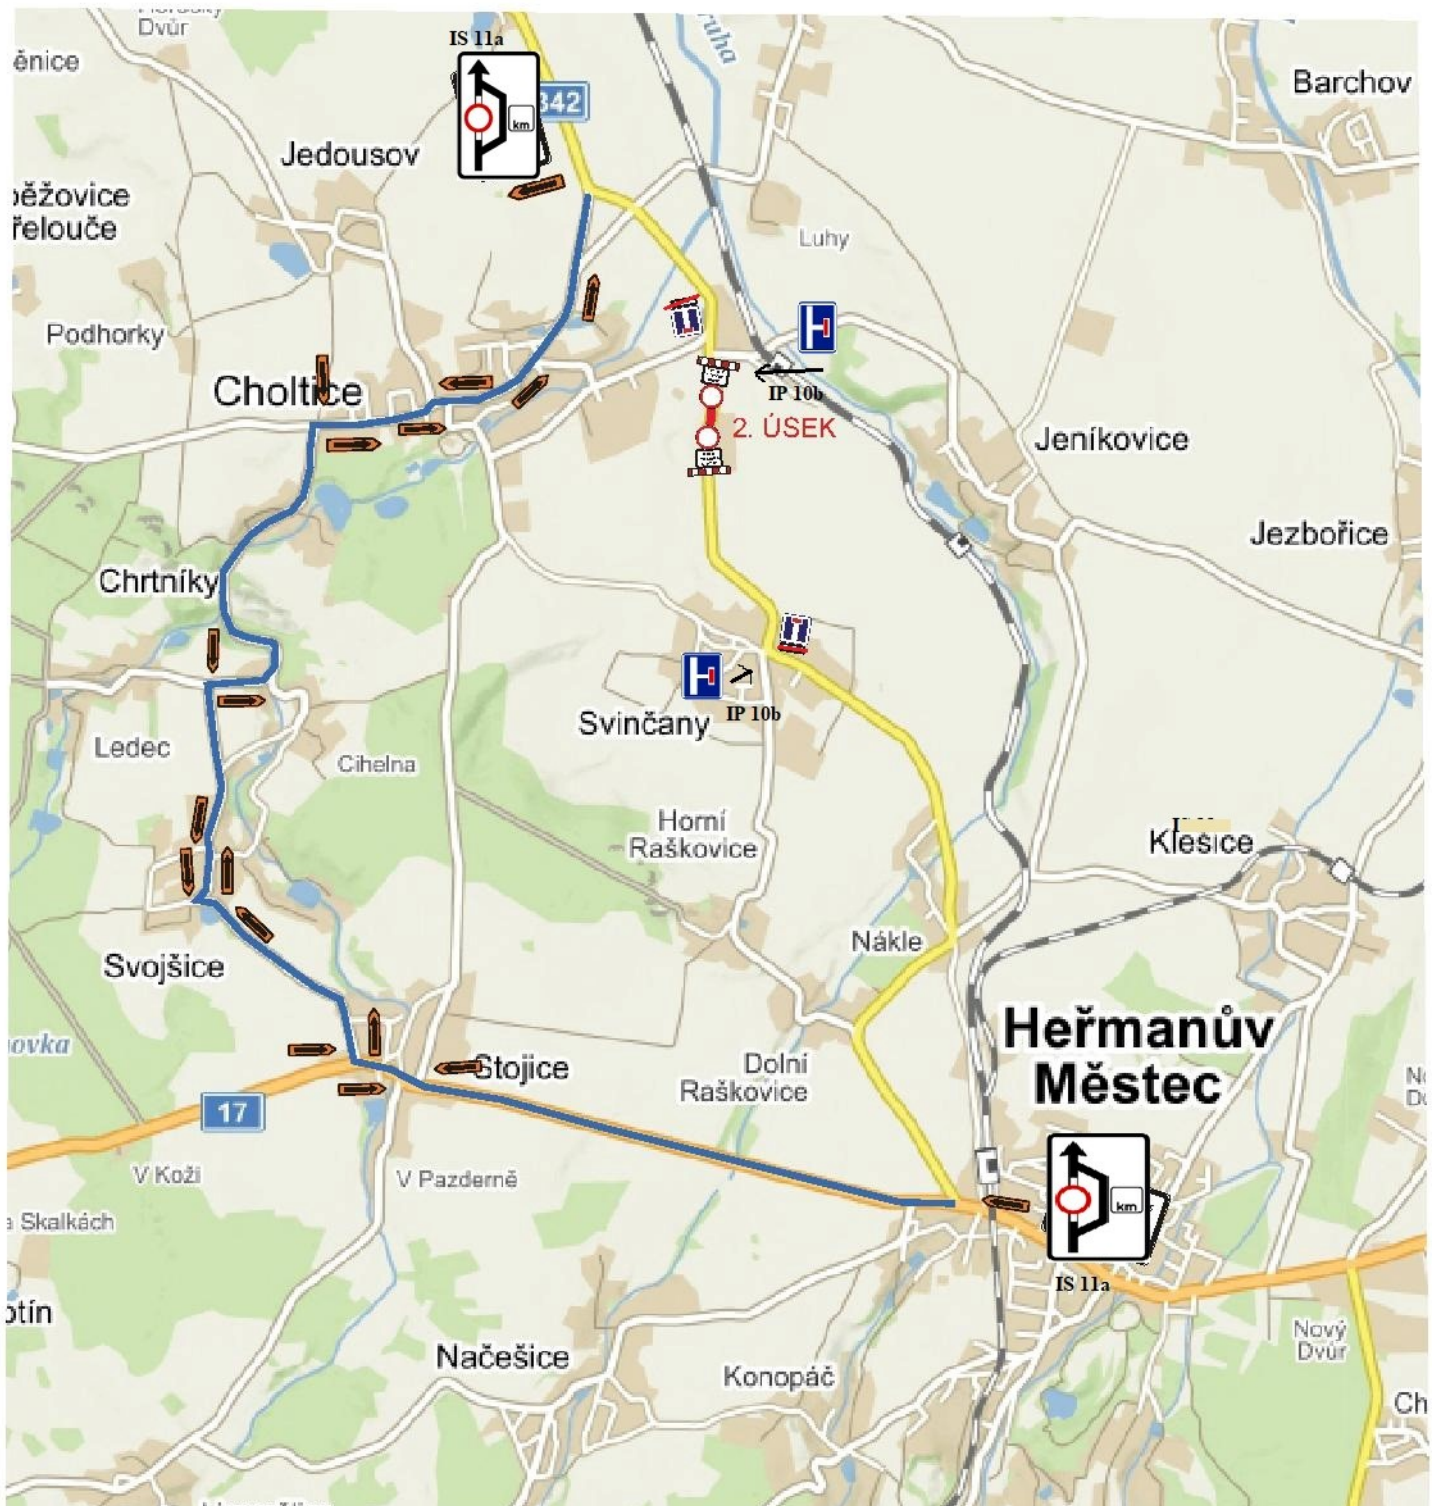 Dvůr
IS 11a
ěnice
342
Barchov
Jedousov
km
ěžovice
řelouče
Luhy
Podhorky
Choltice
IP 10b
2. ÚSEK
Jeníkovice
Jezbořice
Chrtníky
Svinčany
IP 10b
Ledec
Cihelna
Horní
Raškovice
Klešice
Nákle
Svojšice
Heřmanův
Městec
ovka
Stojice
Dolní
Raškovice
17
V Koži
V Pazderně
km
a Skalkách
IS 11a
otín
Nový
Dvůr
Načešice
Konopáč
Ch